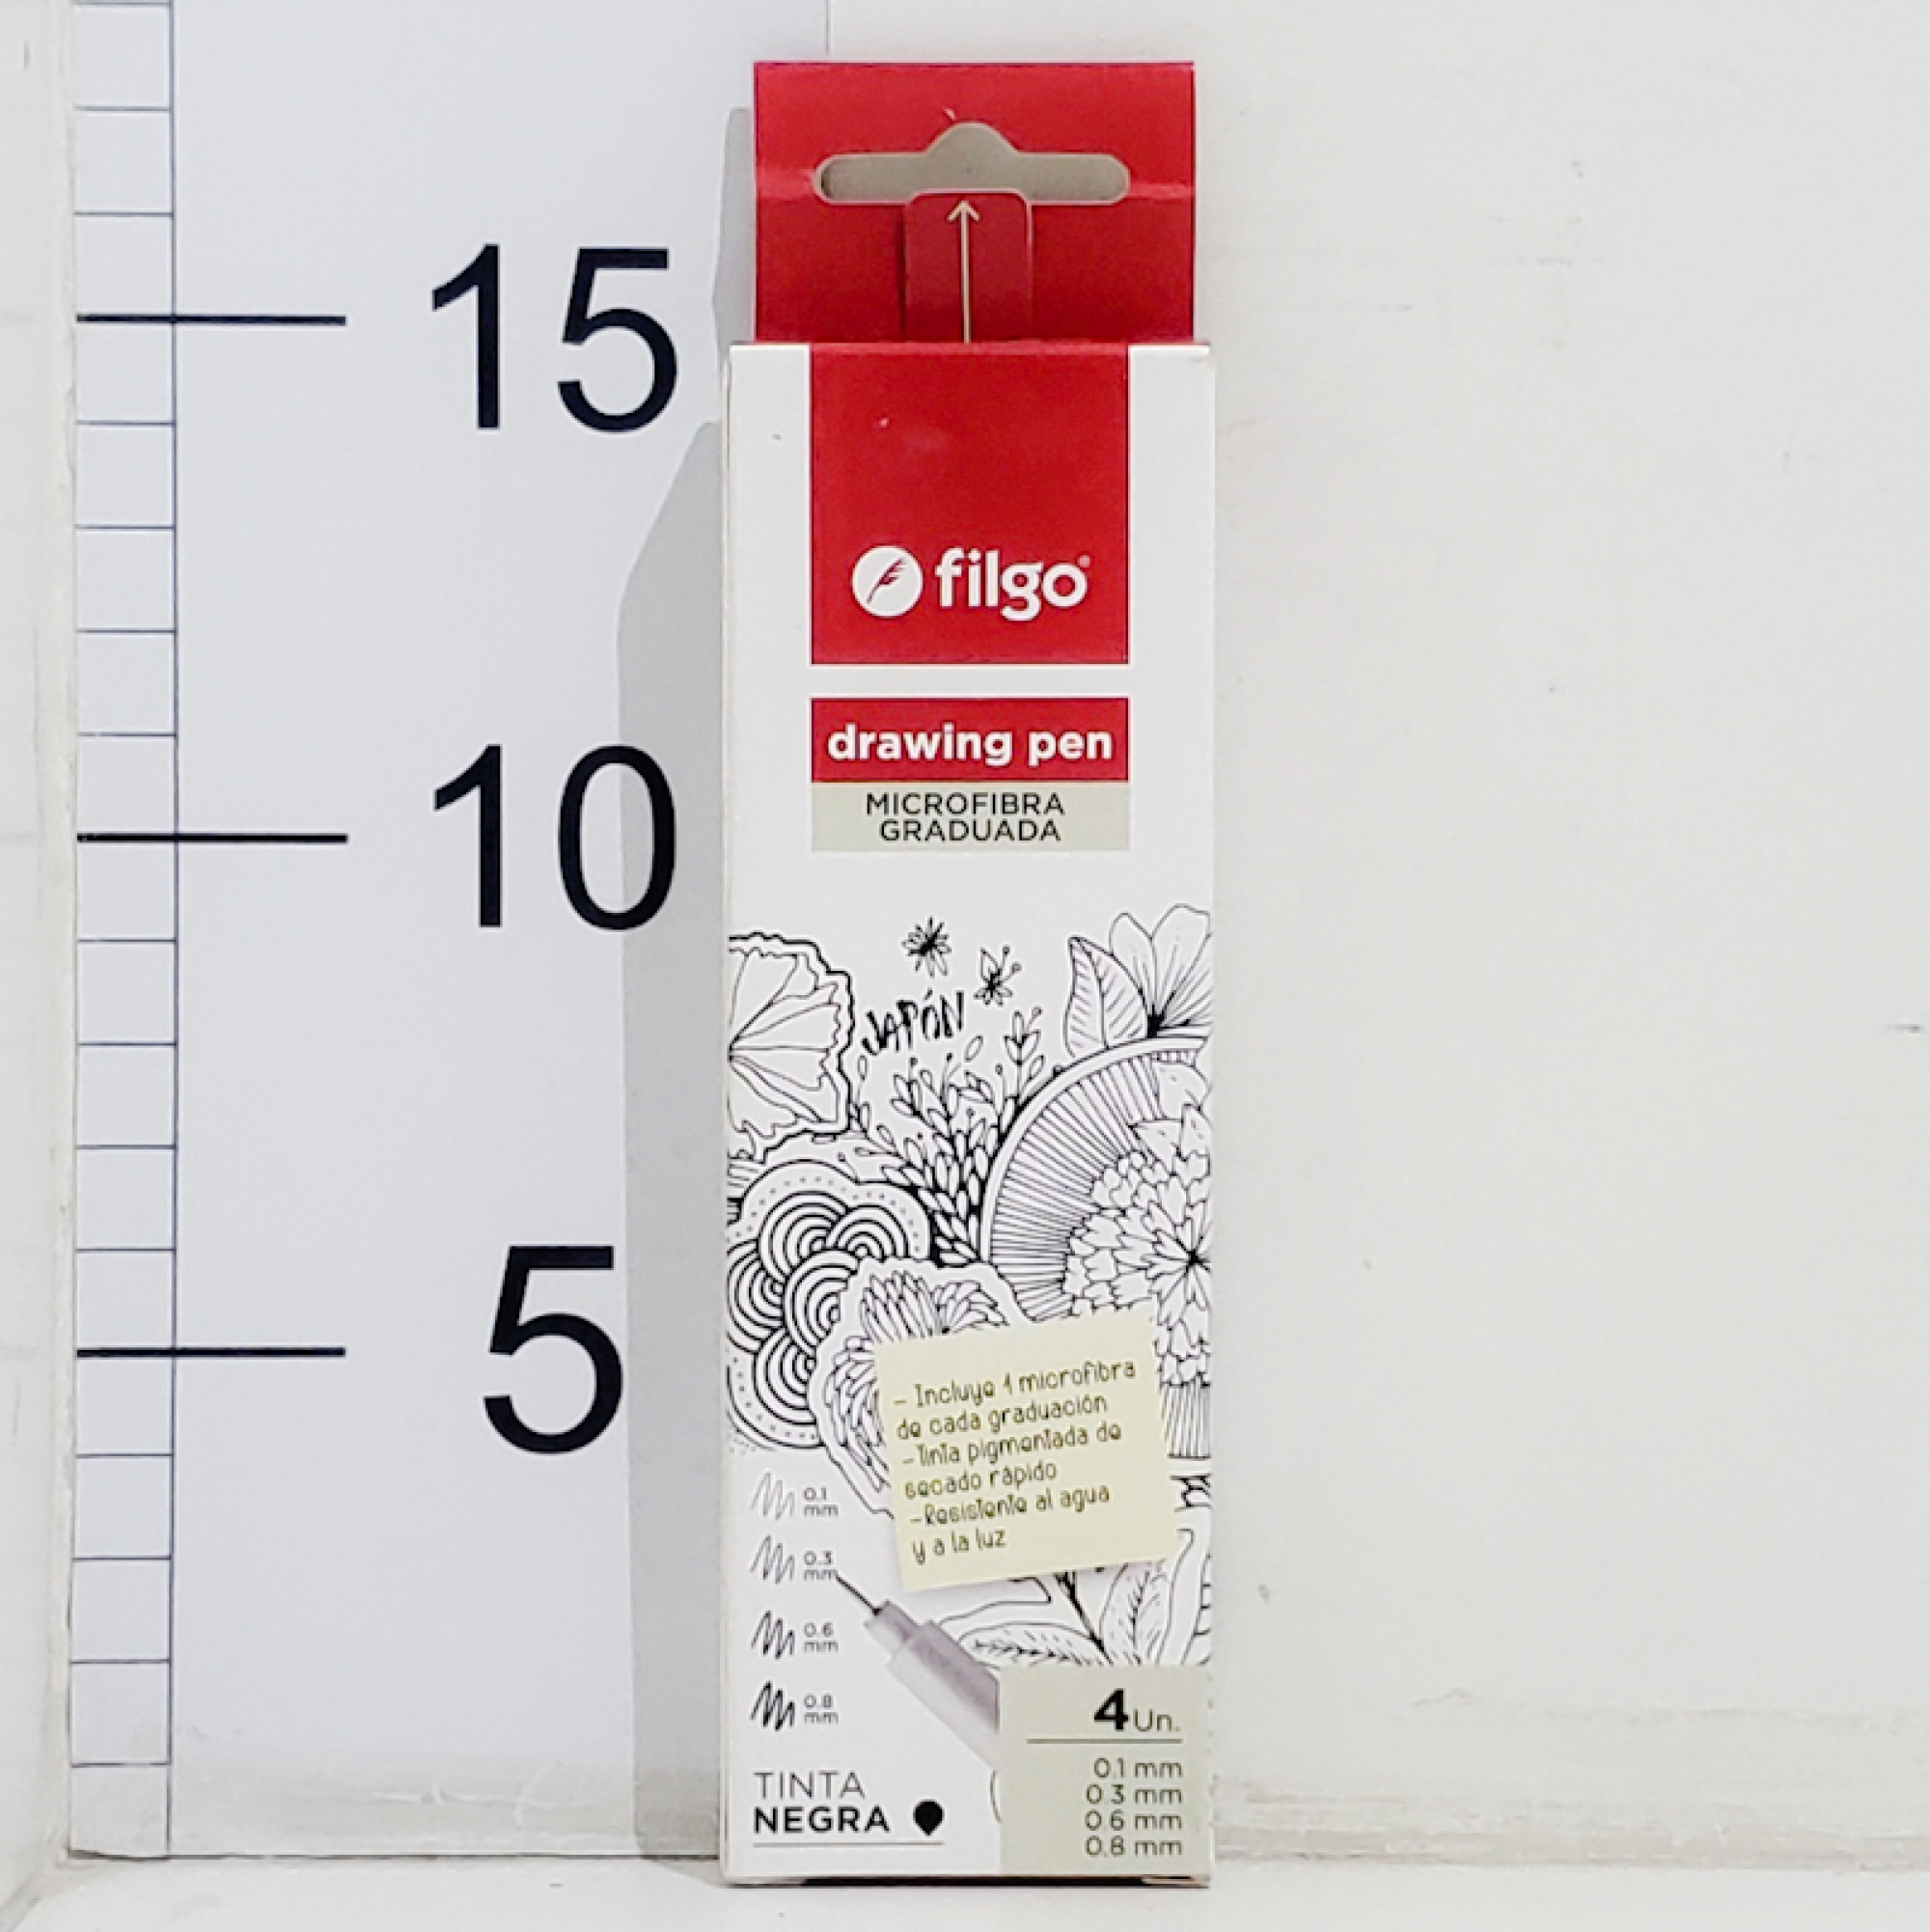 15
10
5
filgo®
drawing pen
MICROFIBRA
GRADUADA
JAPÓN
- Incluye 1 microfibra
de cada graduación
-Tinta pigmentada de
secado rápido
-Resistente al agua
y a la luz
0.1
mm
0.3
mm
0.6
mm
0.8
mm
TINTA
NEGRA
4 Un.
0.1 mm
0.3 mm
0.6 mm
0.8 mm